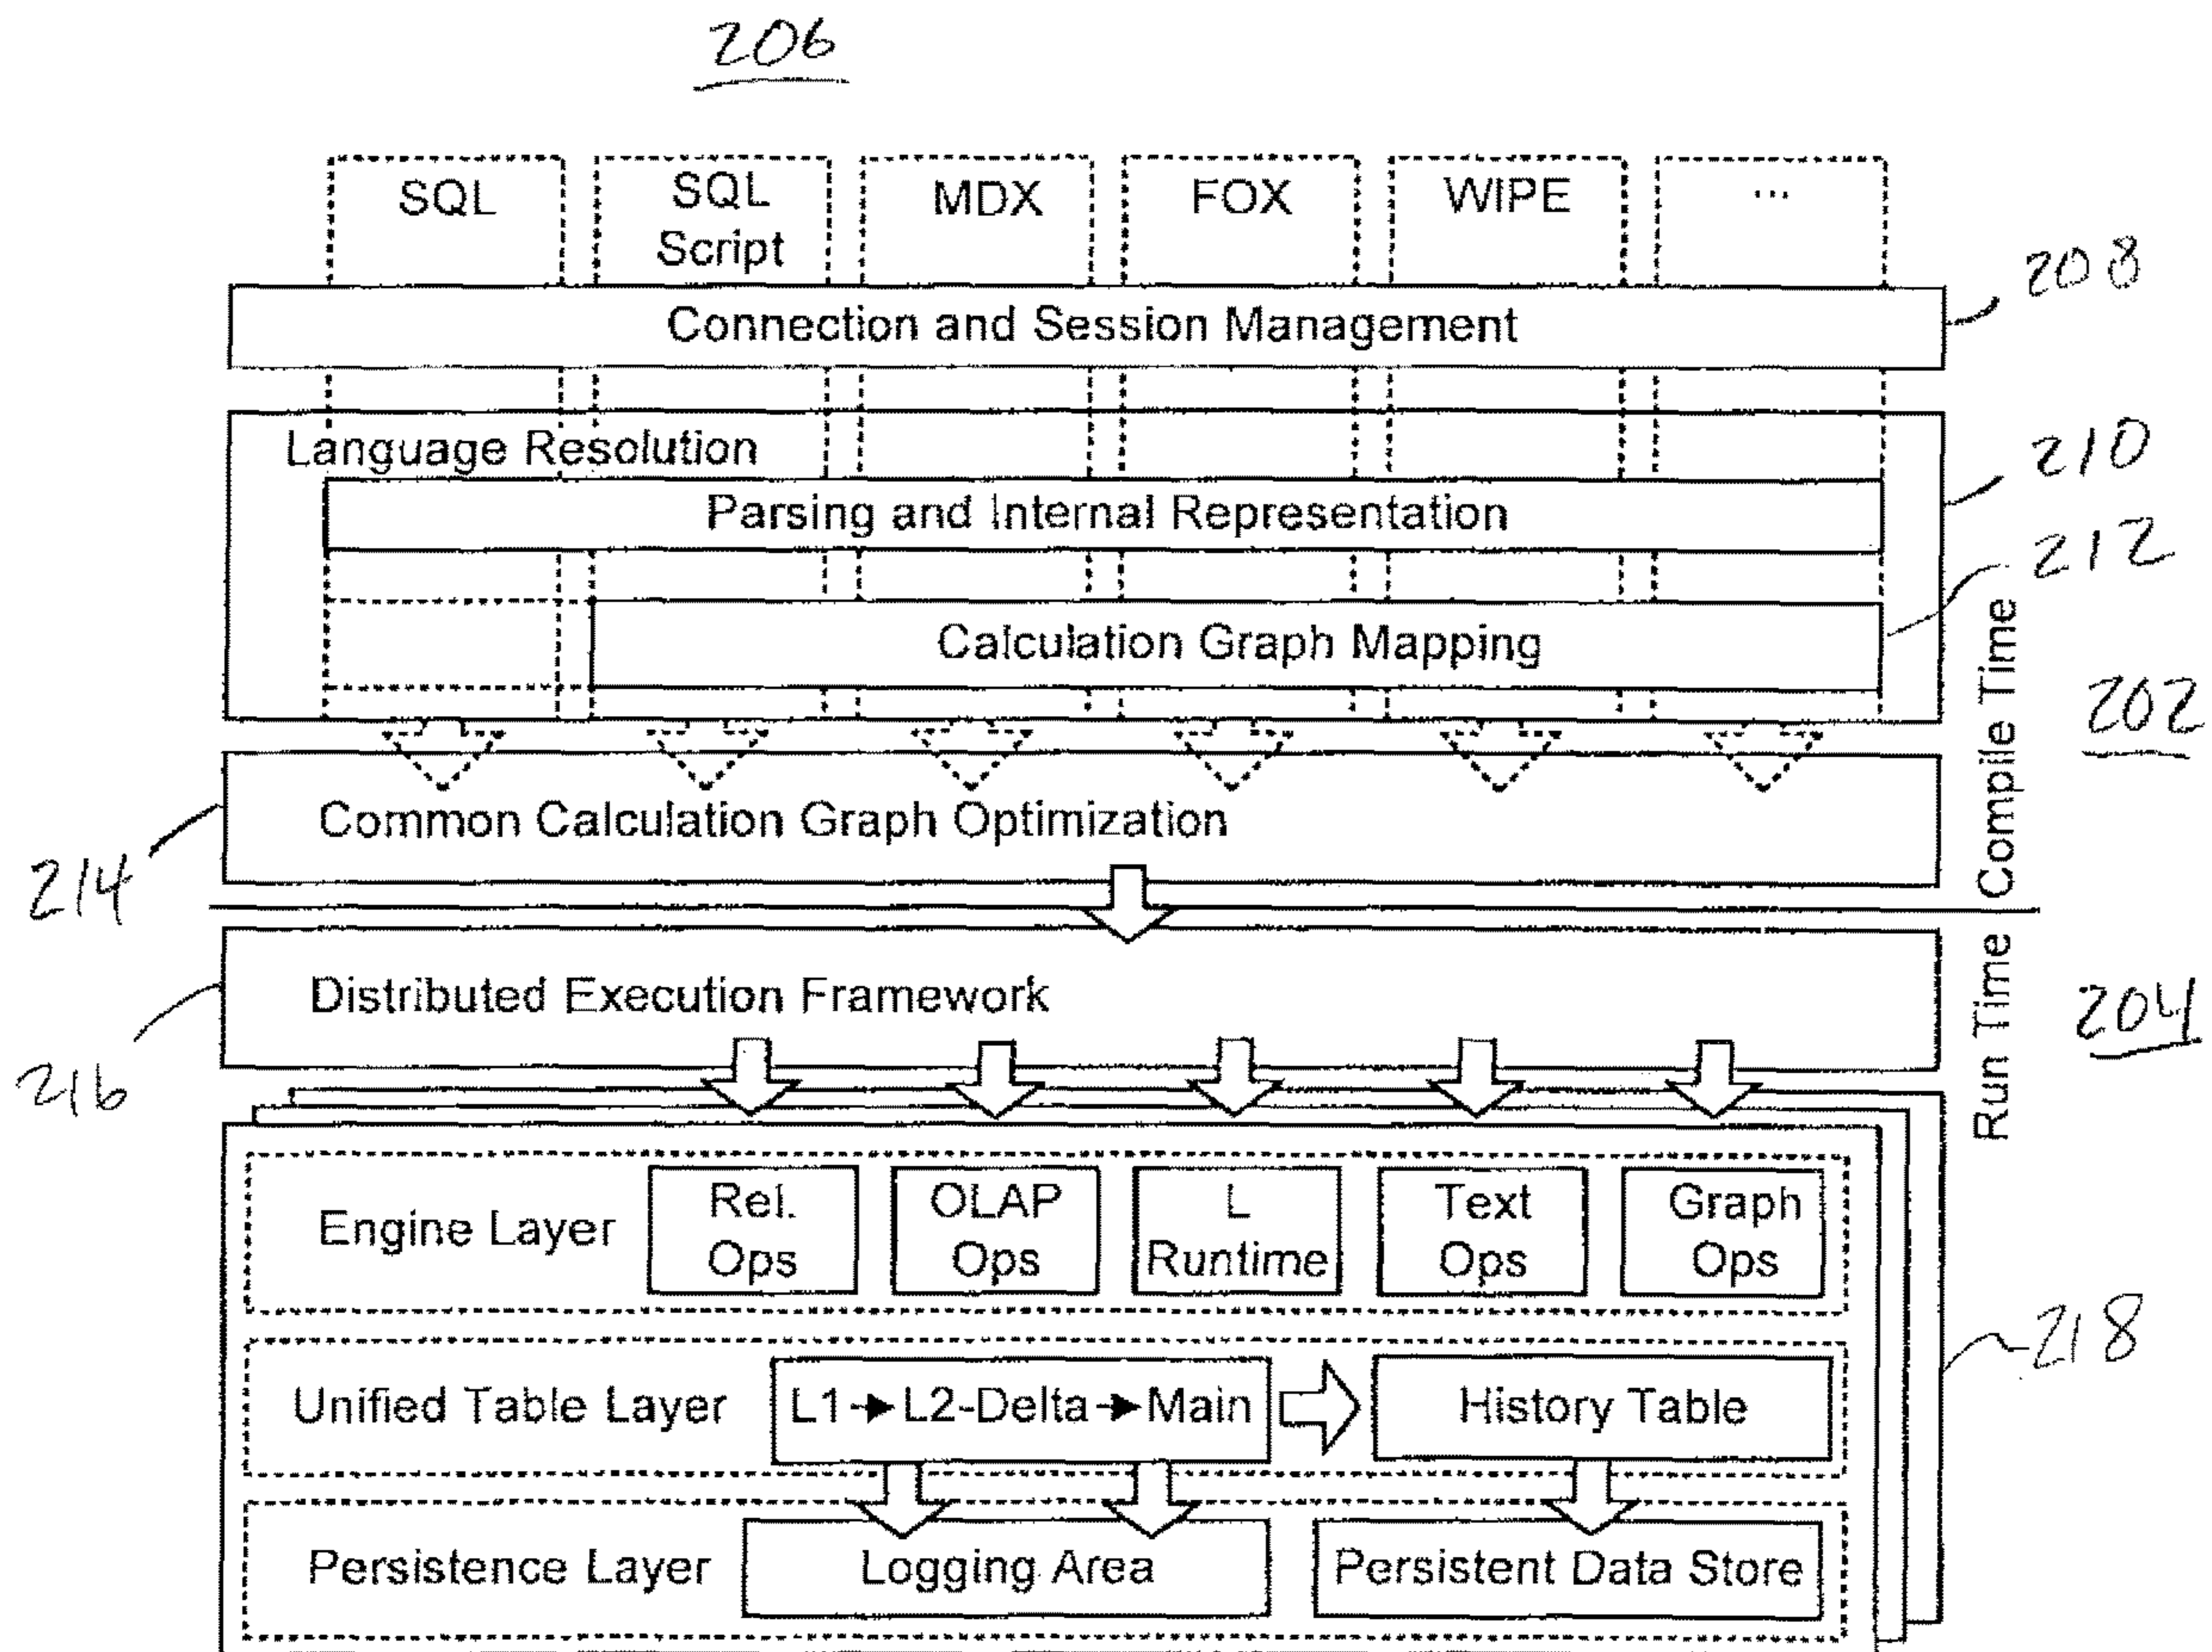 206
SQL
SQL
Script
MDX
FOX
WIPE
...
208
Connection and Session Management
Language Resolution
210
Parsing and Internal Representation
212
Calculation Graph Mapping
Compile Time
202
Common Calculation Graph Optimization
214
Run Time
204
Distributed Execution Framework
216
Engine Layer
Rel.
Ops
OLAP
Ops
L
Runtime
Text
Ops
Graph
Ops
218
Unified Table Layer
L1→L2-Delta→Main
History Table
Persistence Layer
Logging Area
Persistent Data Store